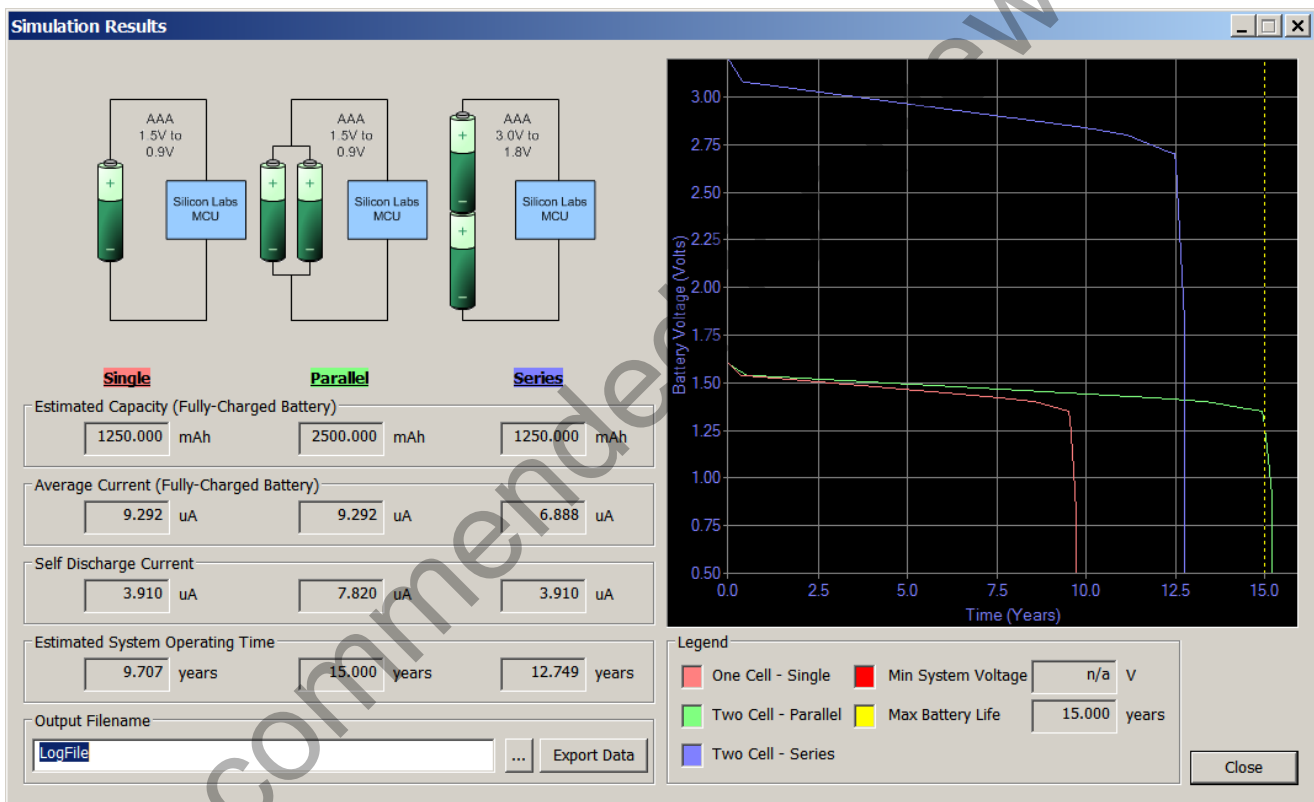 Simulation Results
AAA
1.5V to
0.9V
Silicon Labs
MCU
AAA
1.5V to
0.9V
Silicon Labs
MCU
AAA
3.0V to
1.8V
Silicon Labs
MCU
+
−
+
−
+
−
+
−
+
−
Single Parallel Series
Estimated Capacity (Fully-Charged Battery)
1250.000 mAh 2500.000 mAh 1250.000 mAh
Average Current (Fully-Charged Battery)
9.292 uA 9.292 uA 6.888 uA
Self Discharge Current
3.910 uA 7.820 uA 3.910 uA
Estimated System Operating Time
9.707 years 15.000 years 12.749 years
Output Filename
LogFile ... Export Data
Battery Voltage (Volts)
3.00
2.75
2.50
2.25
2.00
1.75
1.50
1.25
1.00
0.75
0.50
0.0 2.5 5.0 7.5 10.0 12.5 15.0
Time (Years)
Legend
One Cell - Single Min System Voltage n/a V
Two Cell - Parallel Max Battery Life 15.000 years
Two Cell - Series
Close
commended
ew